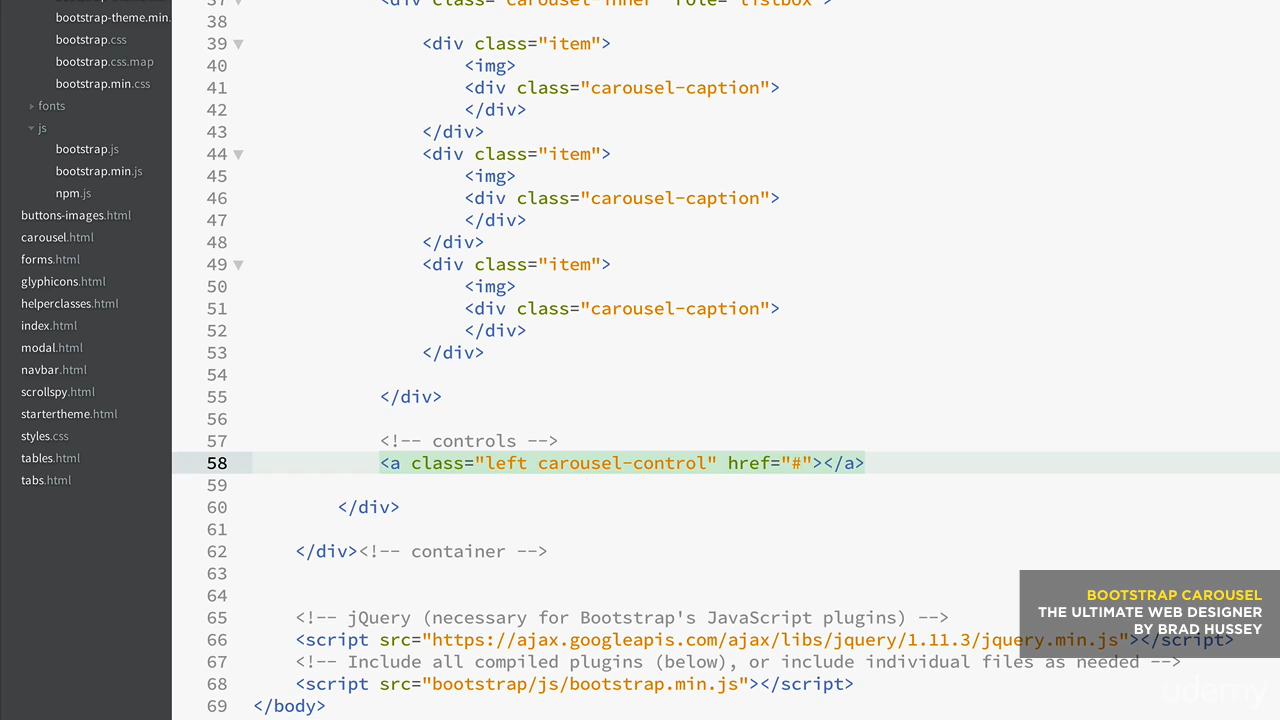 bootstrap-theme.min.
bootstrap.css
bootstrap.css.map
bootstrap.min.css
fonts
js
bootstrap.js
bootstrap.min.js
npm.js
buttons-images.html
carousel.html
forms.html
glyphicons.html
helperclasses.html
index.html
modal.html
navbar.html
scrollspy.html
startertheme.html
styles.css
tables.html
tabs.html
37 <div class="carousel-inner" role="listbox">
38
39 <div class="item">
40 <img>
41 <div class="carousel-caption">
42 </div>
43 </div>
44 <div class="item">
45 <img>
46 <div class="carousel-caption">
47 </div>
48 </div>
49 <div class="item">
50 <img>
51 <div class="carousel-caption">
52 </div>
53 </div>
54
55 </div>
56
57 <!-- controls -->
58 <a class="left carousel-control" href="#"></a>
59
60 </div>
61
62 </div><!-- container -->
63
64
65 <!-- jQuery (necessary for Bootstrap's JavaScript plugins) -->
66 <script src="https://ajax.googleapis.com/ajax/libs/jquery/1.11.3/jquery.min.js"></script>
67 <!-- Include all compiled plugins (below), or include individual files as needed -->
68 <script src="bootstrap/js/bootstrap.min.js"></script>
69 </body>
BOOTSTRAP CAROUSEL
THE ULTIMATE WEB DESIGNER
BY BRAD HUSSEY
udemy